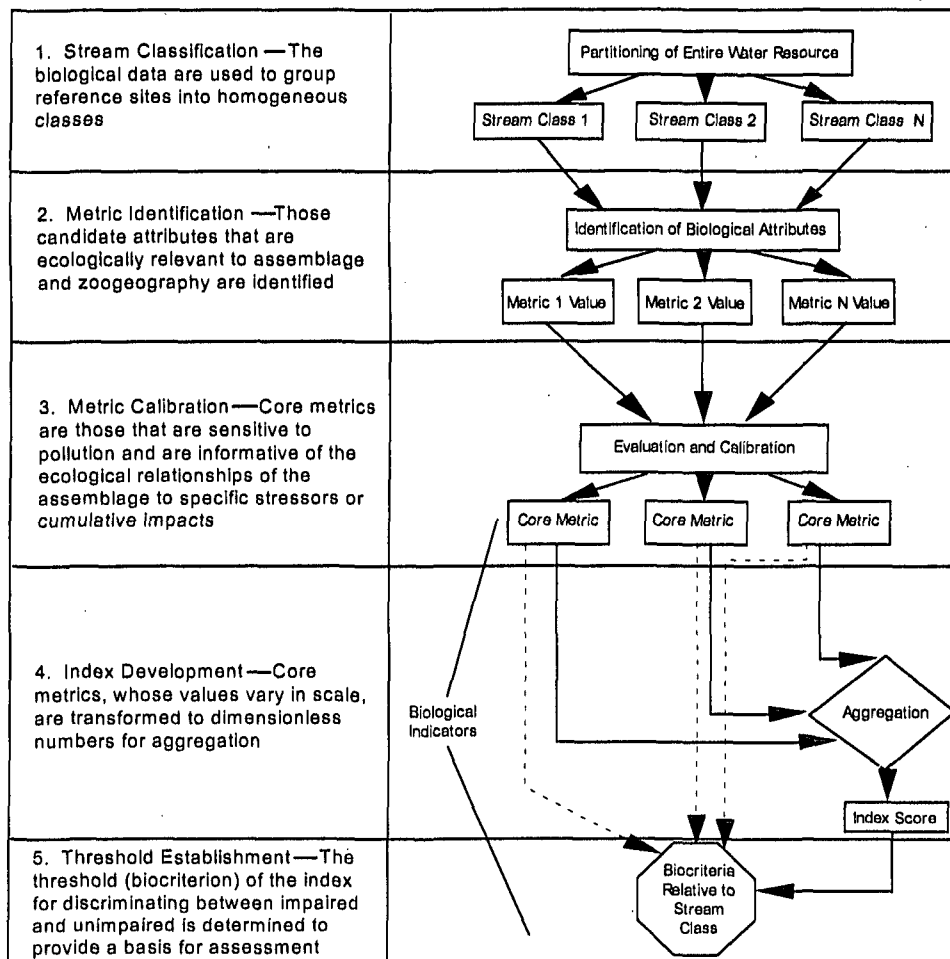 1. Stream Classification — The
biological data are used to group
reference sites into homogeneous
classes
Partitioning of Entire Water Resource
Stream Class 1
Stream Class 2
Stream Class N
2. Metric Identification — Those
candidate attributes that are
ecologically relevant to assemblage
and zoogeography are identified
Identification of Biological Attributes
Metric 1 Value
Metric 2 Value
Metric N Value
3. Metric Calibration — Core metrics
are those that are sensitive to
pollution and are informative of the
ecological relationships of the
assemblage to specific stressors or
cumulative impacts
Evaluation and Calibration
Core Metric
Core Metric
Core Metric
4. Index Development — Core
metrics, whose values vary in scale,
are transformed to dimensionless
numbers for aggregation
Biological
Indicators
Aggregation
Index Score
5. Threshold Establishment — The
threshold (biocriterion) of the index
for discriminating between impaired
and unimpaired is determined to
provide a basis for assessment
Biocriteria
Relative to
Stream
Class